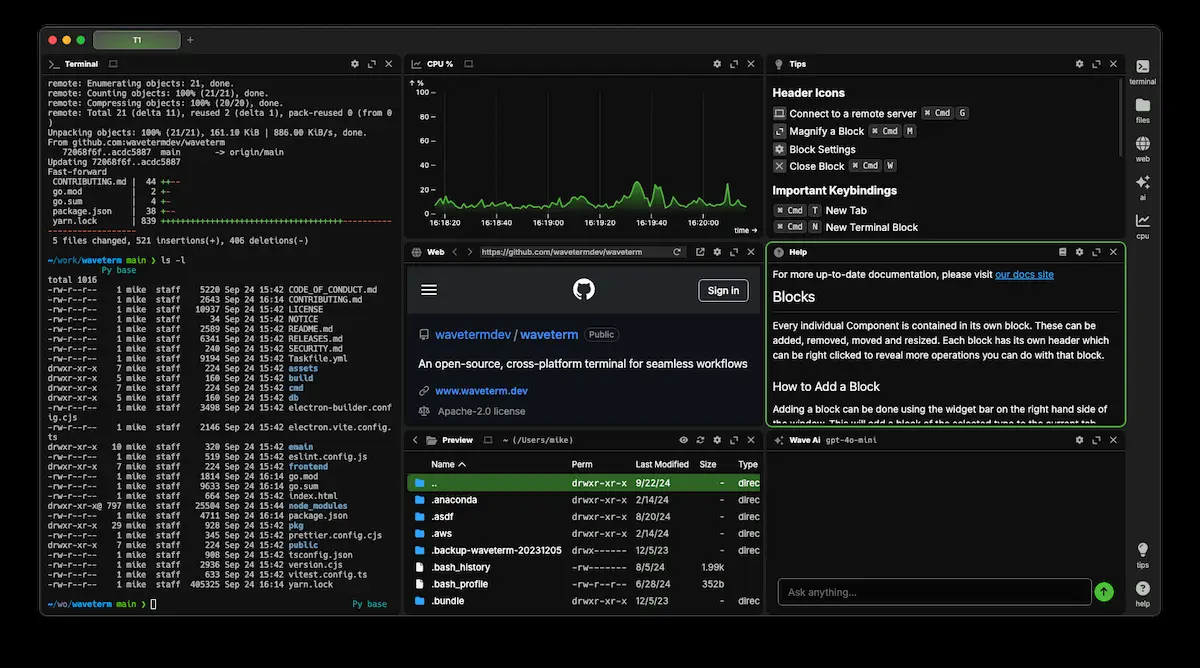 T1 +
Terminal
remote: Enumerating objects: 21, done.
remote: Counting objects: 100% (21/21), done.
remote: Compressing objects: 100% (20/20), done.
remote: Total 21 (delta 11), reused 2 (delta 1), pack-reused 0 (from 0
)
Unpacking objects: 100% (21/21), 161.10 KiB | 886.00 KiB/s, done.
From github.com:wavetermdev/waveterm
72068f6f..acdc5887 main -> origin/main
Updating 72068f6f..acdc5887
Fast-forward
CONTRIBUTING.md | 44 ++--
go.mod | 2 +-
go.sum | 4 +-
package.json | 38 +--
yarn.lock | 839
5 files changed, 521 insertions(+), 406 deletions(-)
~/work/waveterm main ❯ ls -l
Py base
total 1016
-rw-r--r-- 1 mike staff 5220 Sep 24 15:42 CODE_OF_CONDUCT.md
-rw-r--r-- 1 mike staff 2643 Sep 24 16:14 CONTRIBUTING.md
-rw-r--r-- 1 mike staff 10937 Sep 24 15:42 LICENSE
-rw-r--r-- 1 mike staff 34 Sep 24 15:42 NOTICE
-rw-r--r-- 1 mike staff 2589 Sep 24 15:42 README.md
-rw-r--r-- 1 mike staff 6341 Sep 24 15:42 RELEASES.md
-rw-r--r-- 1 mike staff 240 Sep 24 15:42 SECURITY.md
-rw-r--r-- 1 mike staff 9194 Sep 24 15:42 Taskfile.yml
drwxr-xr-x 7 mike staff 224 Sep 24 15:42 assets
drwxr-xr-x 5 mike staff 160 Sep 24 15:42 build
drwxr-xr-x 7 mike staff 224 Sep 24 15:42 cmd
drwxr-xr-x 5 mike staff 160 Sep 24 15:42 db
-rw-r--r-- 1 mike staff 3498 Sep 24 15:42 electron-builder.conf
ig.cjs
-rw-r--r-- 1 mike staff 2146 Sep 24 15:42 electron.vite.config.
ts
drwxr-xr-x 10 mike staff 320 Sep 24 15:42 emain
-rw-r--r-- 1 mike staff 519 Sep 24 15:42 eslint.config.js
drwxr-xr-x 7 mike staff 224 Sep 24 15:42 frontend
-rw-r--r-- 1 mike staff 1814 Sep 24 16:14 go.mod
-rw-r--r-- 1 mike staff 9633 Sep 24 16:14 go.sum
-rw-r--r-- 1 mike staff 664 Sep 24 15:42 index.html
drwxr-xr-x@ 797 mike staff 25504 Sep 24 15:44 node_modules
-rw-r--r-- 1 mike staff 4711 Sep 24 16:14 package.json
drwxr-xr-x 29 mike staff 928 Sep 24 15:42 pkg
-rw-r--r-- 1 mike staff 345 Sep 24 15:42 prettier.config.cjs
drwxr-xr-x 7 mike staff 224 Sep 24 15:42 public
-rw-r--r-- 1 mike staff 908 Sep 24 15:42 tsconfig.json
-rw-r--r-- 1 mike staff 2936 Sep 24 15:42 version.cjs
-rw-r--r-- 1 mike staff 633 Sep 24 15:42 vitest.config.ts
-rw-r--r-- 1 mike staff 405325 Sep 24 16:14 yarn.lock
~/wo/waveterm main ❯ Py base
CPU %
%
100
80
60
40
20
0
16:18:20 16:18:40 16:19:00 16:19:20 16:19:40 16:20:00
time →
Web https://github.com/wavetermdev/waveterm
Sign in
wavetermdev/waveterm Public
An open-source, cross-platform terminal for seamless workflows
www.waveterm.dev
Apache-2.0 license
Preview ~ (/Users/mike)
Name Perm Last Modified Size Type
.. drwxr-xr-x 9/22/24 - direc
.anaconda drwxr-xr-x 2/14/24 - direc
.asdf drwxr-xr-x 8/20/24 - direc
.aws drwxr-xr-x 2/14/24 - direc
.backup-waveterm-20231205 drwx------ 12/5/23 - direc
.bash_history -rw------- 8/5/24 1.99k
.bash_profile -rw-r--r-- 6/28/24 352b
.bundle drwxr-xr-x 12/5/23 - direc
Tips
Header Icons
Connect to a remote server ⌘ Cmd G
Magnify a Block ⌘ Cmd M
Block Settings
Close Block ⌘ Cmd W
Important Keybindings
⌘ Cmd T New Tab
⌘ Cmd N New Terminal Block
Help
For more up-to-date documentation, please visit our docs site
Blocks
Every individual Component is contained in its own block. These can be
added, removed, moved and resized. Each block has its own header which
can be right clicked to reveal more operations you can do with that block.
How to Add a Block
Adding a block can be done using the widget bar on the right hand side of
the window. This will add a block of the selected type to the current tab.
Wave Ai gpt-4o-mini
Ask anything...
terminal
files
web
ai
cpu
tips
help